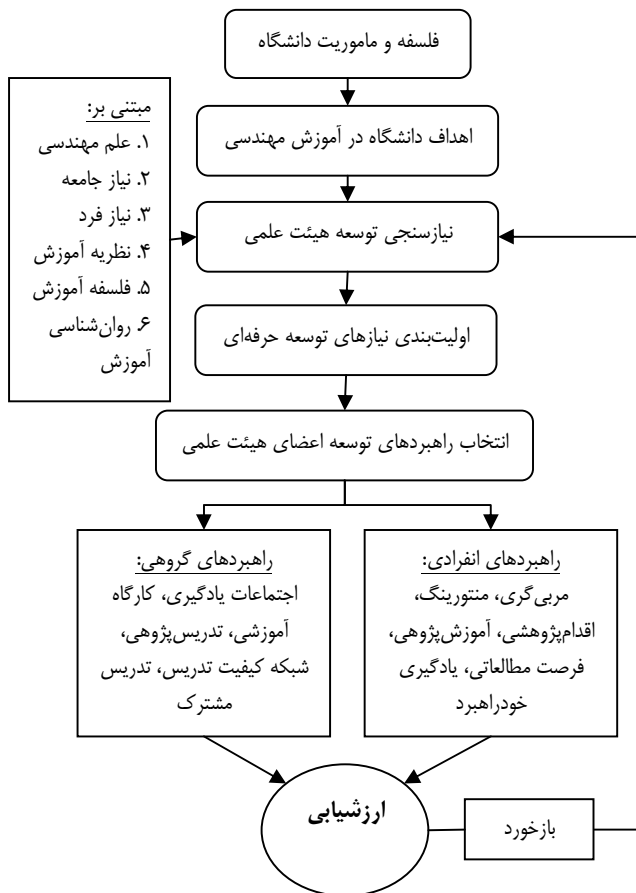 فلسفه و ماموریت دانشگاه
مبتنی بر:
۱. علم مهندسی
۲. نیاز جامعه
۳. نیاز فرد
۴. نظریه آموزش
۵. فلسفه آموزش
۶. روان‌شناسی
آموزش
اهداف دانشگاه در آموزش مهندسی
نیازسنجی توسعه هیئت علمی
اولیت‌بندی نیازهای توسعه حرفه‌ای
انتخاب راهبردهای توسعه اعضای هیئت علمی
راهبردهای انفرادی:
مربی‌گری، منتورینگ،
اقدام‌پژوهشی، آموزش‌پژوهی،
فرصت مطالعاتی، یادگیری
خودراهبرد
راهبردهای گروهی:
اجتماعات یادگیری، کارگاه
آموزشی، تدریس‌پژوهی،
شبکه کیفیت تدریس، تدریس
مشترک
ارزشیابی
بازخورد